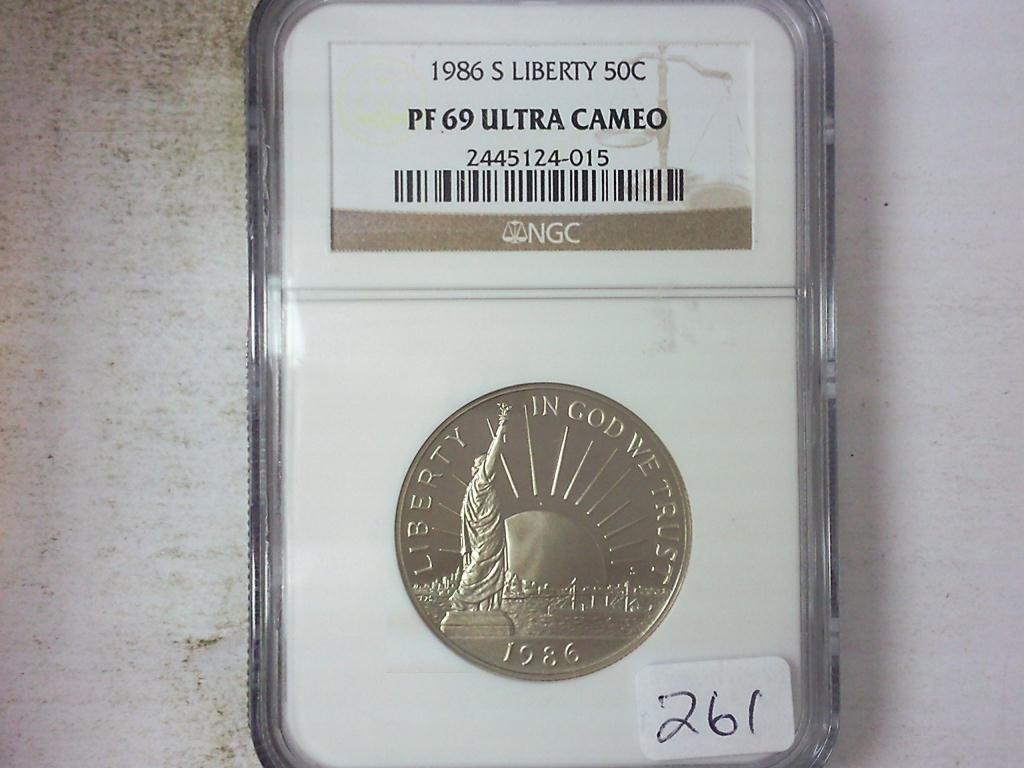 1986 S LIBERTY 50C
PF 69 ULTRA CAMEO
2445124-015
NGC
LIBERTY
IN GOD WE TRUST
S
1986
261